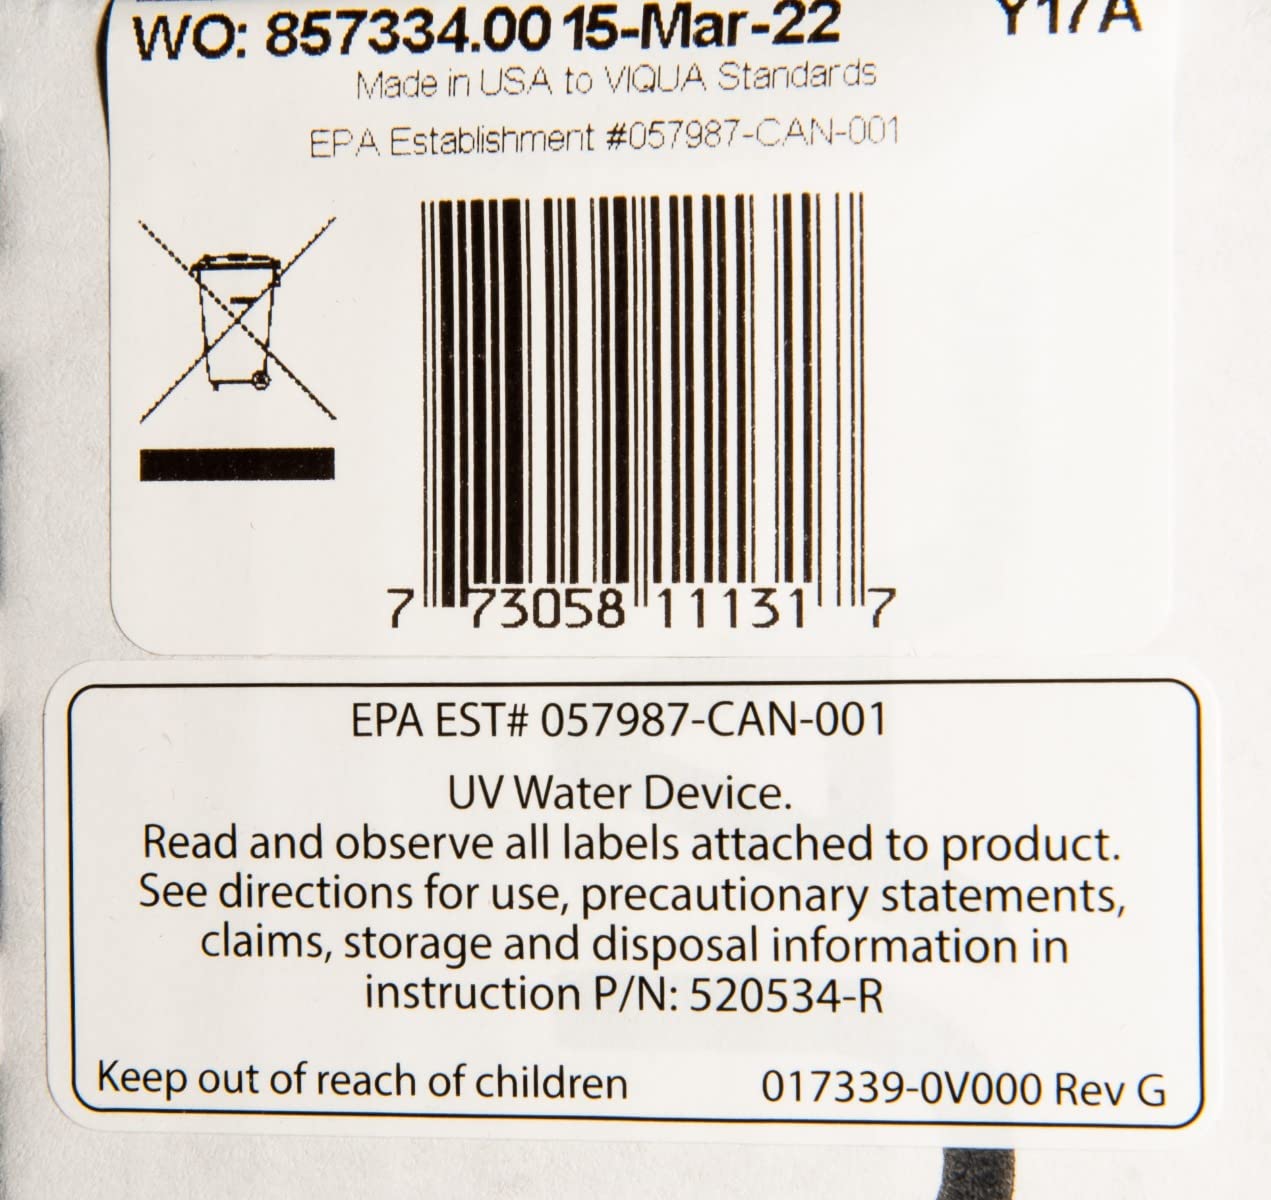 WO: 857334.00 15-Mar-22 Y17A
Made in USA to VIQUA Standards
EPA Establishment #057987-CAN-001
7 73058 11131 7
EPA EST# 057987-CAN-001
UV Water Device.
Read and observe all labels attached to product.
See directions for use, precautionary statements,
claims, storage and disposal information in
instruction P/N: 520534-R
Keep out of reach of children 017339-0V000 Rev G